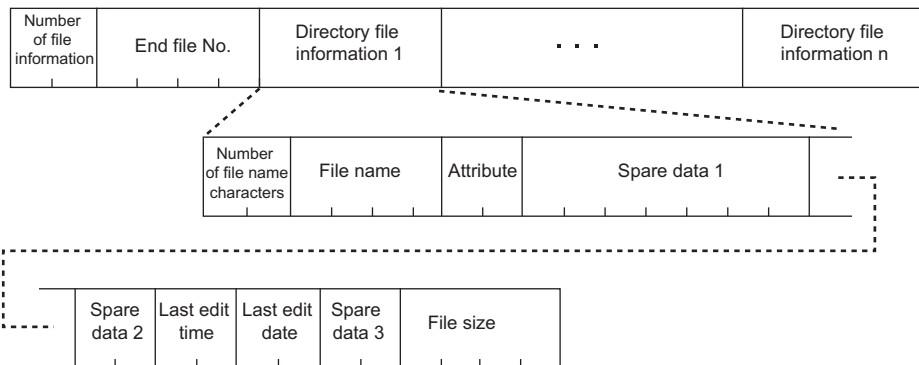 Number
of file
information
End file No.
Directory file
information 1
. . .
Directory file
information n
Number
of file name
characters
File name
Attribute
Spare data 1
Spare
data 2
Last edit
time
Last edit
date
Spare
data 3
File size